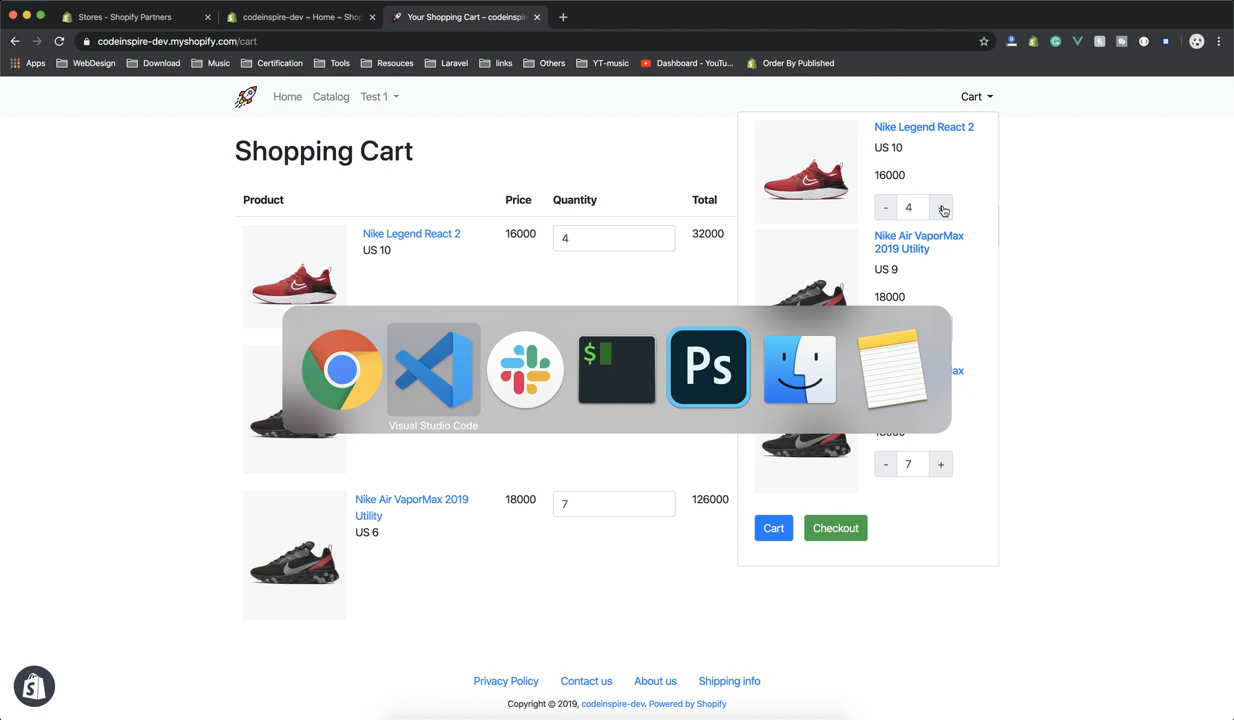 Stores - Shopify Partners
codeinspire-dev ~ Home ~ Shop
Your Shopping Cart – codeinspir
codeinspire-dev.myshopify.com/cart
Apps
WebDesign
Download
Music
Certification
Tools
Resouces
Laravel
links
Others
YT-music
Dashboard - YouTu...
Order By Published
Home
Catalog
Test 1
Cart
Shopping Cart
Product
Price
Quantity
Total
Nike Legend React 2
US 10
16000
4
32000
Nike Air VaporMax 2019
Utility
US 6
18000
7
126000
Nike Legend React 2
US 10
16000
- 4
Nike Air VaporMax
2019 Utility
US 9
18000
- 7 +
Cart
Checkout
$
Ps
Visual Studio Code
Privacy Policy
Contact us
About us
Shipping info
Copyright © 2019, codeinspire-dev. Powered by Shopify